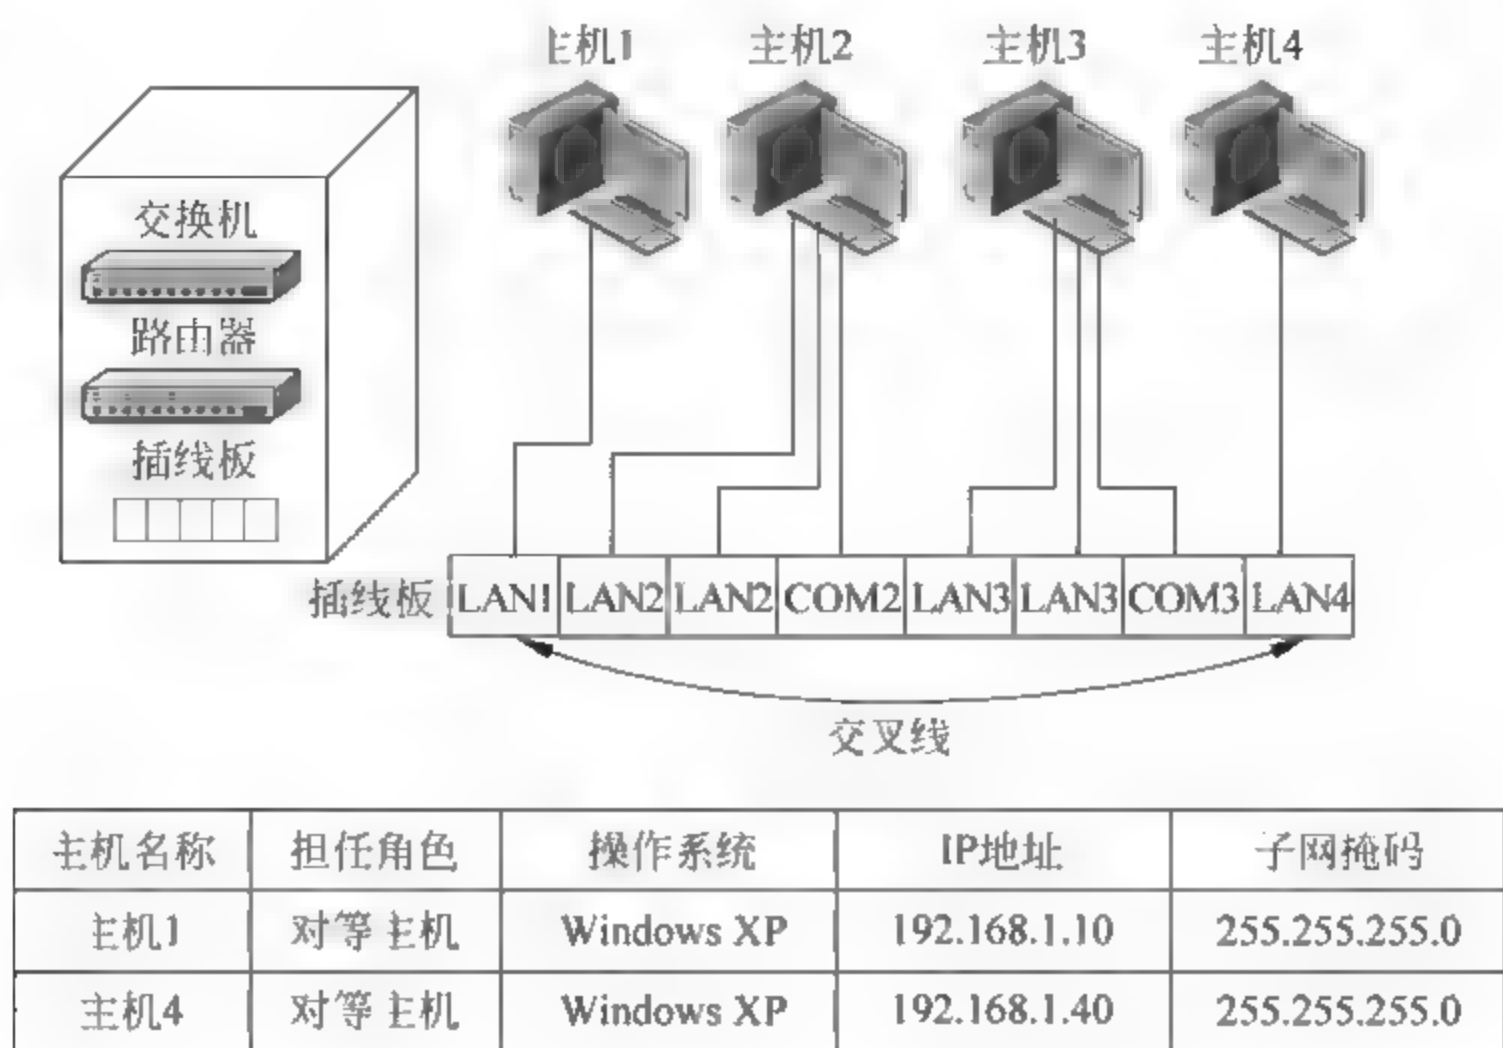 主机1 主机2 主机3 主机4
交换机
路由器
插线板
插线板 LAN1 LAN2 LAN2 COM2 LAN3 LAN3 COM3 LAN4
交叉线
主机名称 担任角色 操作系统 IP地址 子网掩码
主机1 对等主机 Windows XP 192.168.1.10 255.255.255.0
主机4 对等主机 Windows XP 192.168.1.40 255.255.255.0